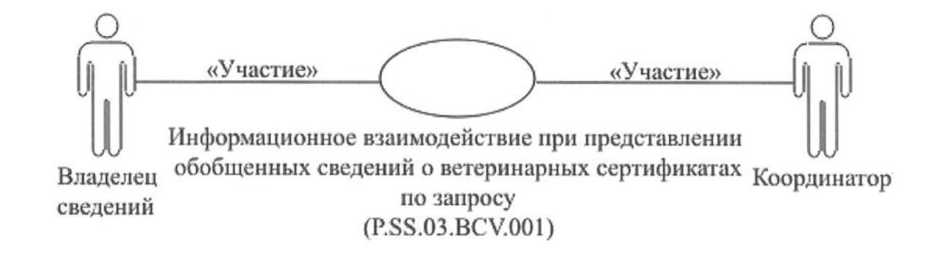 «Участие»
«Участие»
Информационное взаимодействие при представлении
обобщенных сведений о ветеринарных сертификатах
по запросу
(P.SS.03.BCV.001)
Владелец
сведений
Координатор